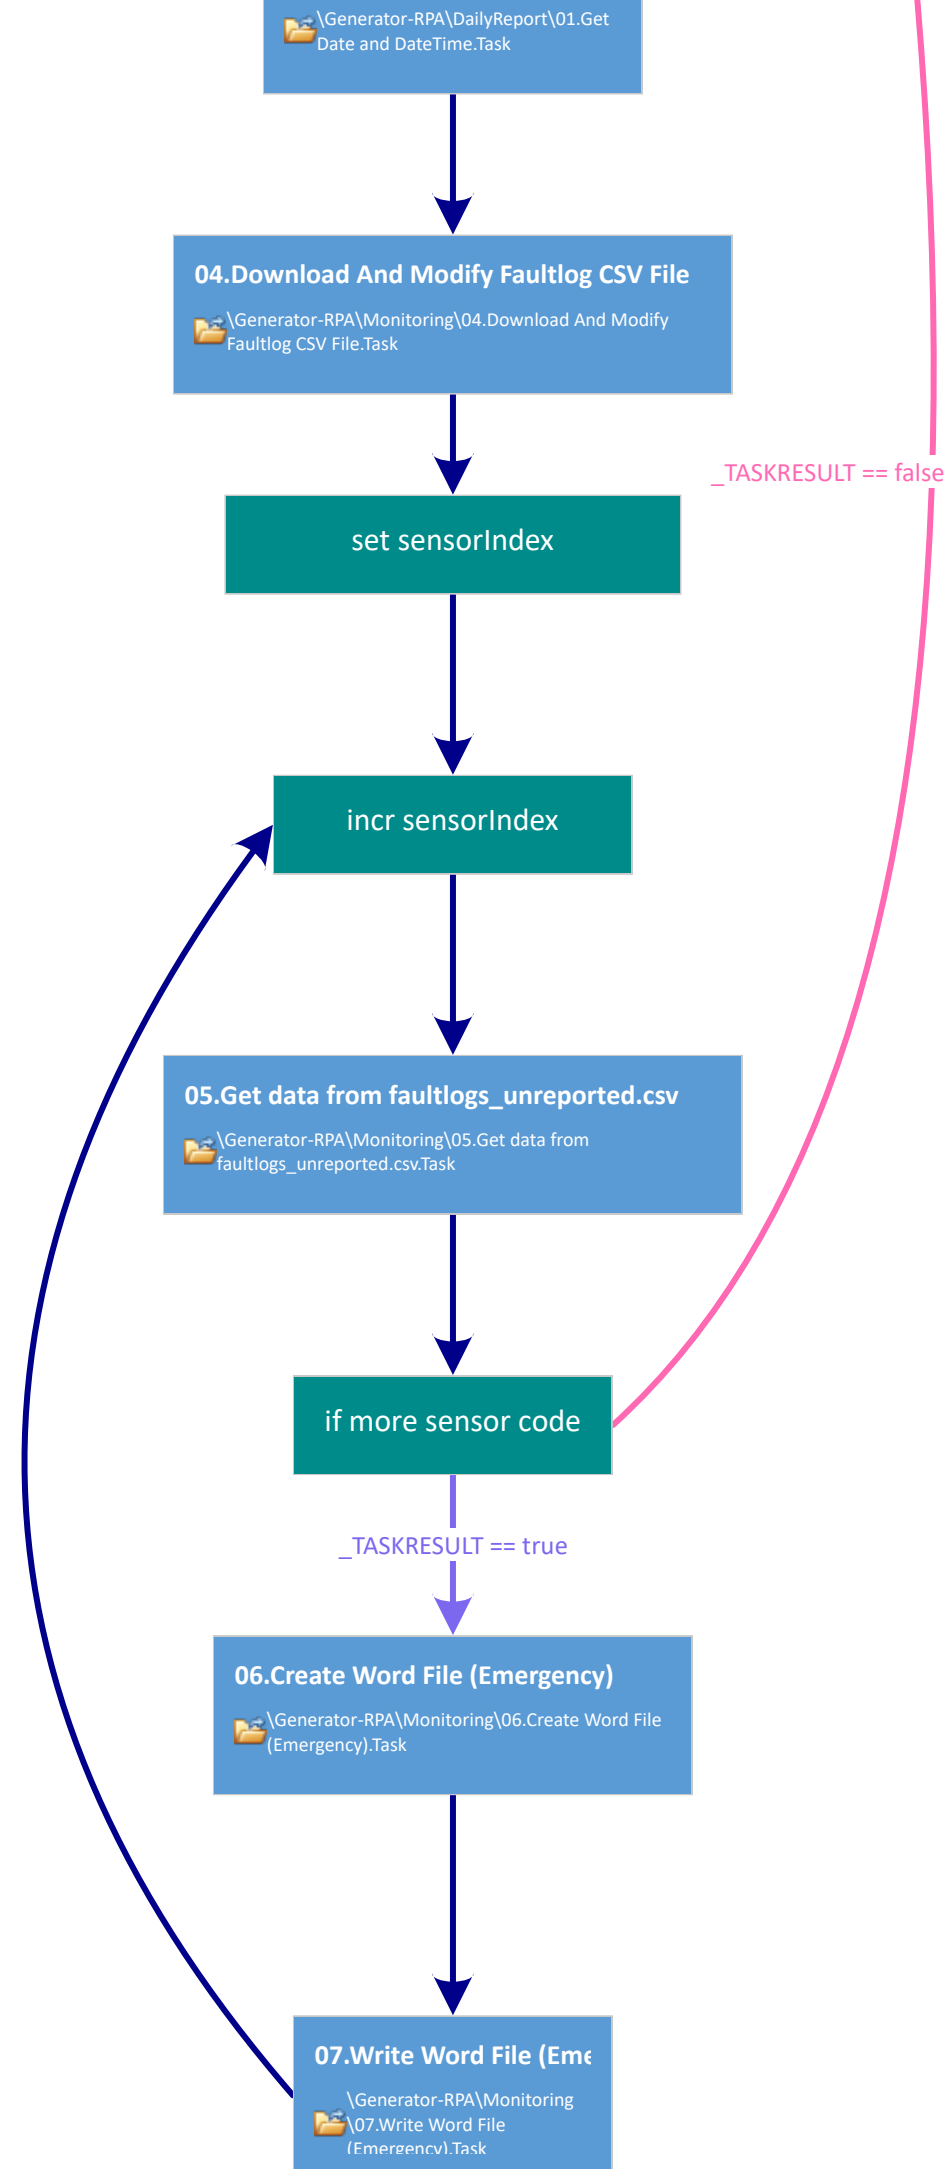 \Generator-RPA\DailyReport\01.Get
Date and DateTime.Task
04.Download And Modify Faultlog CSV File
\Generator-RPA\Monitoring\04.Download And Modify
Faultlog CSV File.Task
_TASKRESULT == false
set sensorIndex
incr sensorIndex
05.Get data from faultlogs_unreported.csv
\Generator-RPA\Monitoring\05.Get data from
faultlogs_unreported.csv.Task
if more sensor code
_TASKRESULT == true
06.Create Word File (Emergency)
\Generator-RPA\Monitoring\06.Create Word File
(Emergency).Task
07.Write Word File (Eme
\Generator-RPA\Monitoring
\07.Write Word File
(Emergency).Task